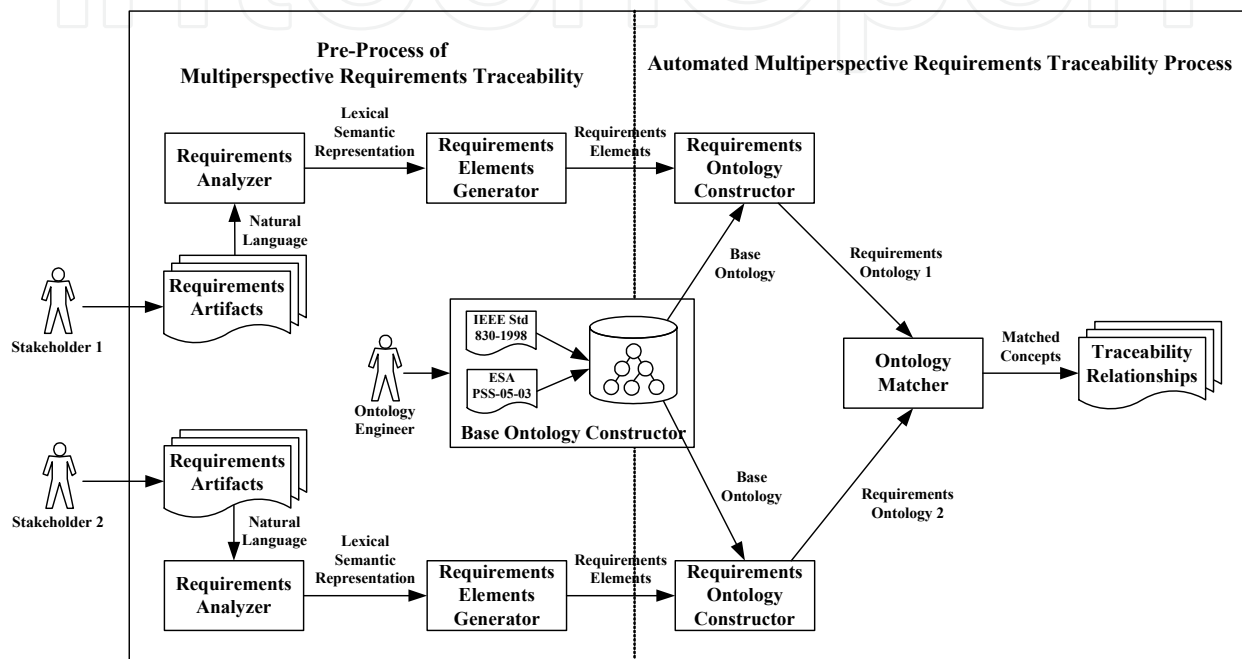 intechopen
Pre-Process of
Multiperspective Requirements Traceability
Automated Multiperspective Requirements Traceability Process
Lexical
Semantic
Representation
Requirements
Elements
Requirements
Analyzer
Requirements
Elements
Generator
Requirements
Ontology
Constructor
Natural
Language
Base
Ontology
Requirements
Ontology 1
Requirements
Artifacts
Stakeholder 1
IEEE Std
830-1998
ESA
PSS-05-03
Ontology
Engineer
Base Ontology Constructor
Ontology
Matcher
Matched
Concepts
Traceability
Relationships
Requirements
Artifacts
Stakeholder 2
Base
Ontology
Requirements
Ontology 2
Natural
Language
Lexical
Semantic
Representation
Requirements
Elements
Requirements
Analyzer
Requirements
Elements
Generator
Requirements
Ontology
Constructor